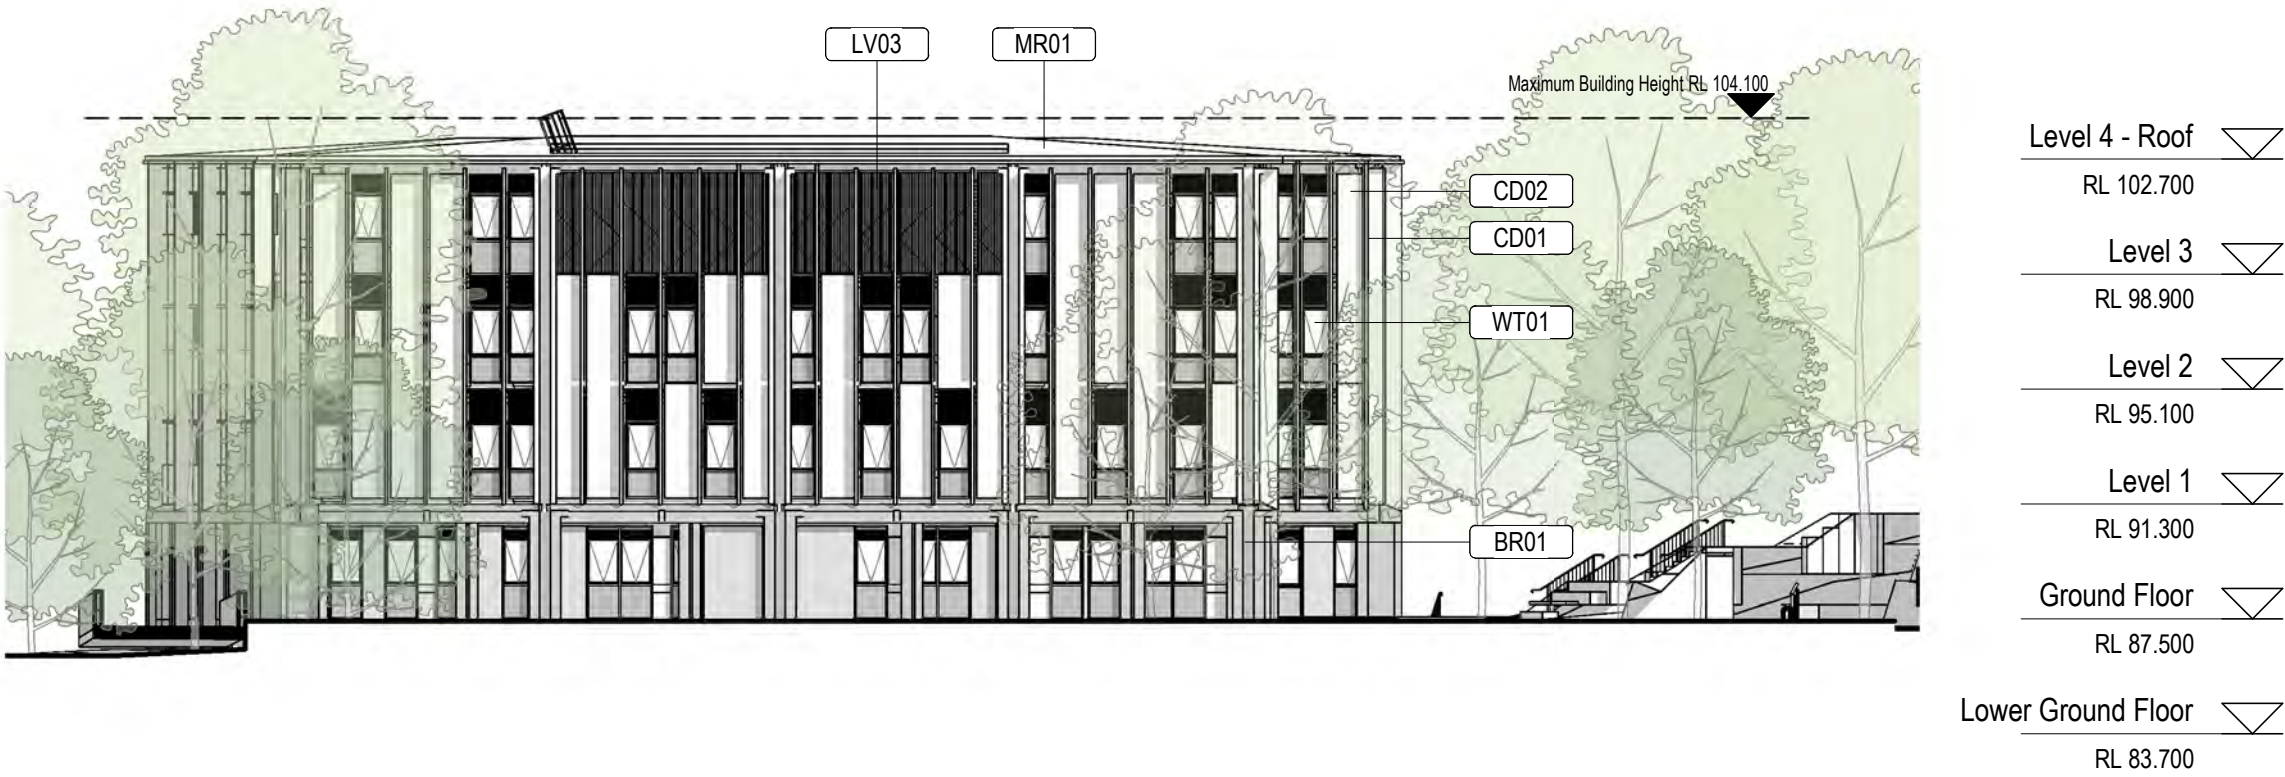 LV03
MR01
Maximum Building Height RL 104.100
CD02
CD01
WT01
BR01
Level 4 - Roof
RL 102.700
Level 3
RL 98.900
Level 2
RL 95.100
Level 1
RL 91.300
Ground Floor
RL 87.500
Lower Ground Floor
RL 83.700